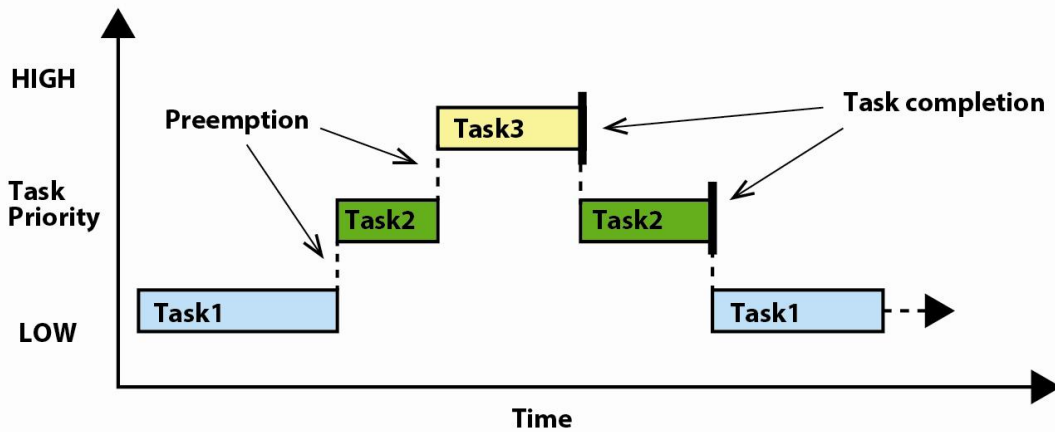 HIGH
Preemption
Task3
Task completion
Task
Priority
Task2
Task2
Task1
Task1
LOW
Time